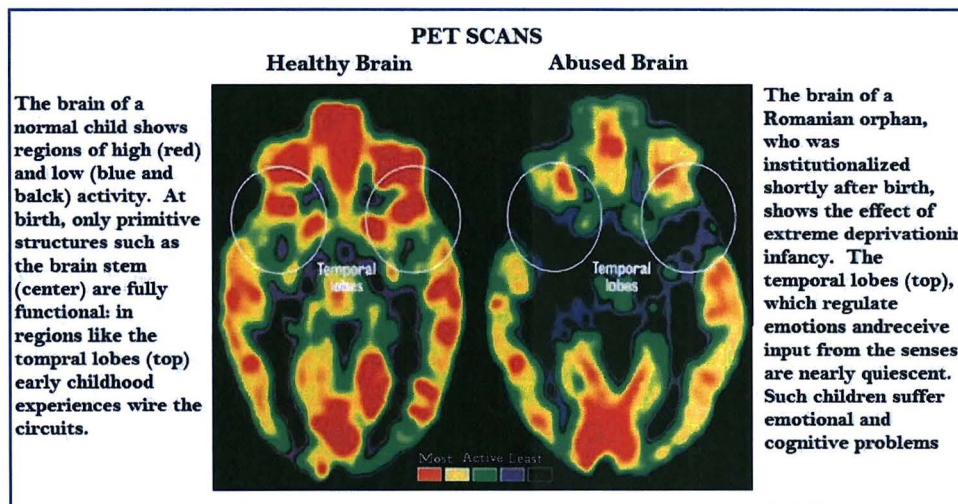 PET SCANS
Healthy Brain
Abused Brain
The brain of a
normal child shows
regions of high (red)
and low (blue and
balck) activity. At
birth, only primitive
structures such as
the brain stem
(center) are fully
functional: in
regions like the
tompral lobes (top)
early childhood
experiences wire the
circuits.
Temporal
lobes
Temporal
lobes
Most Active Least
The brain of a
Romanian orphan,
who was
institutionalized
shortly after birth,
shows the effect of
extreme deprivationin
infancy. The
temporal lobes (top),
which regulate
emotions andreceive
input from the senses
are nearly quiescent.
Such children suffer
emotional and
cognitive problems